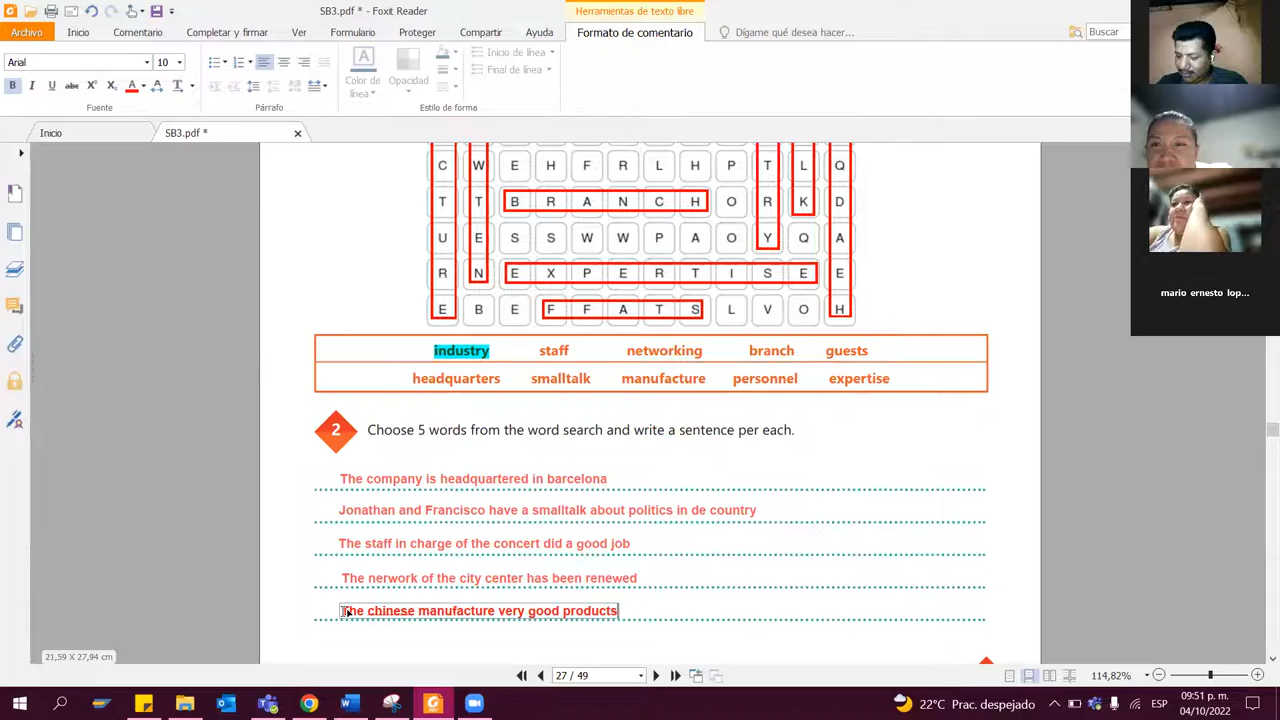 SB3.pdf * - Foxit Reader
Herramientas de texto libre
Archivo Inicio Comentario Completar y firmar Ver Formulario Proteger Compartir Ayuda Formato de comentario Dígame qué desea hacer... Buscar
Arial 10
Inicio de línea
Final de línea
Color de línea
Opacidad
Fuente Párrafo Estilo de forma
Inicio SB3.pdf *
C W E H F R L H P T L Q
T T B R A N C H O R K D
U E S S W W P A O Y Q A
R N E X P E R T I S E E
E B E F F A T S L V O H
industry staff networking branch guests
headquarters smalltalk manufacture personnel expertise
2 Choose 5 words from the word search and write a sentence per each.
The company is headquartered in barcelona
Jonathan and Francisco have a smalltalk about politics in de country
The staff in charge of the concert did a good job
The nerwork of the city center has been renewed
The chinese manufacture very good products
mario ernesto lop...
21,59 x 27,94 cm
27 / 49
114,82%
22°C Prac. despejado
ESP
09:51 p. m.
04/10/2022